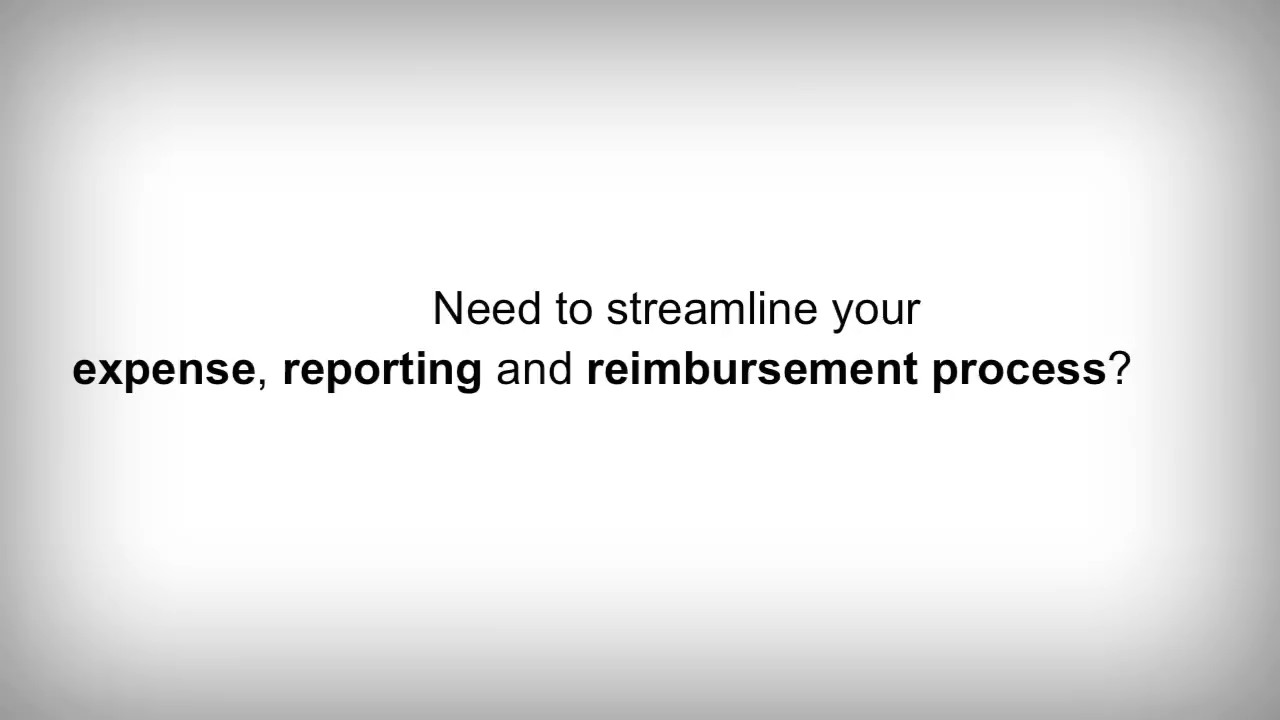 Need to streamline your
expense, reporting and reimbursement process?